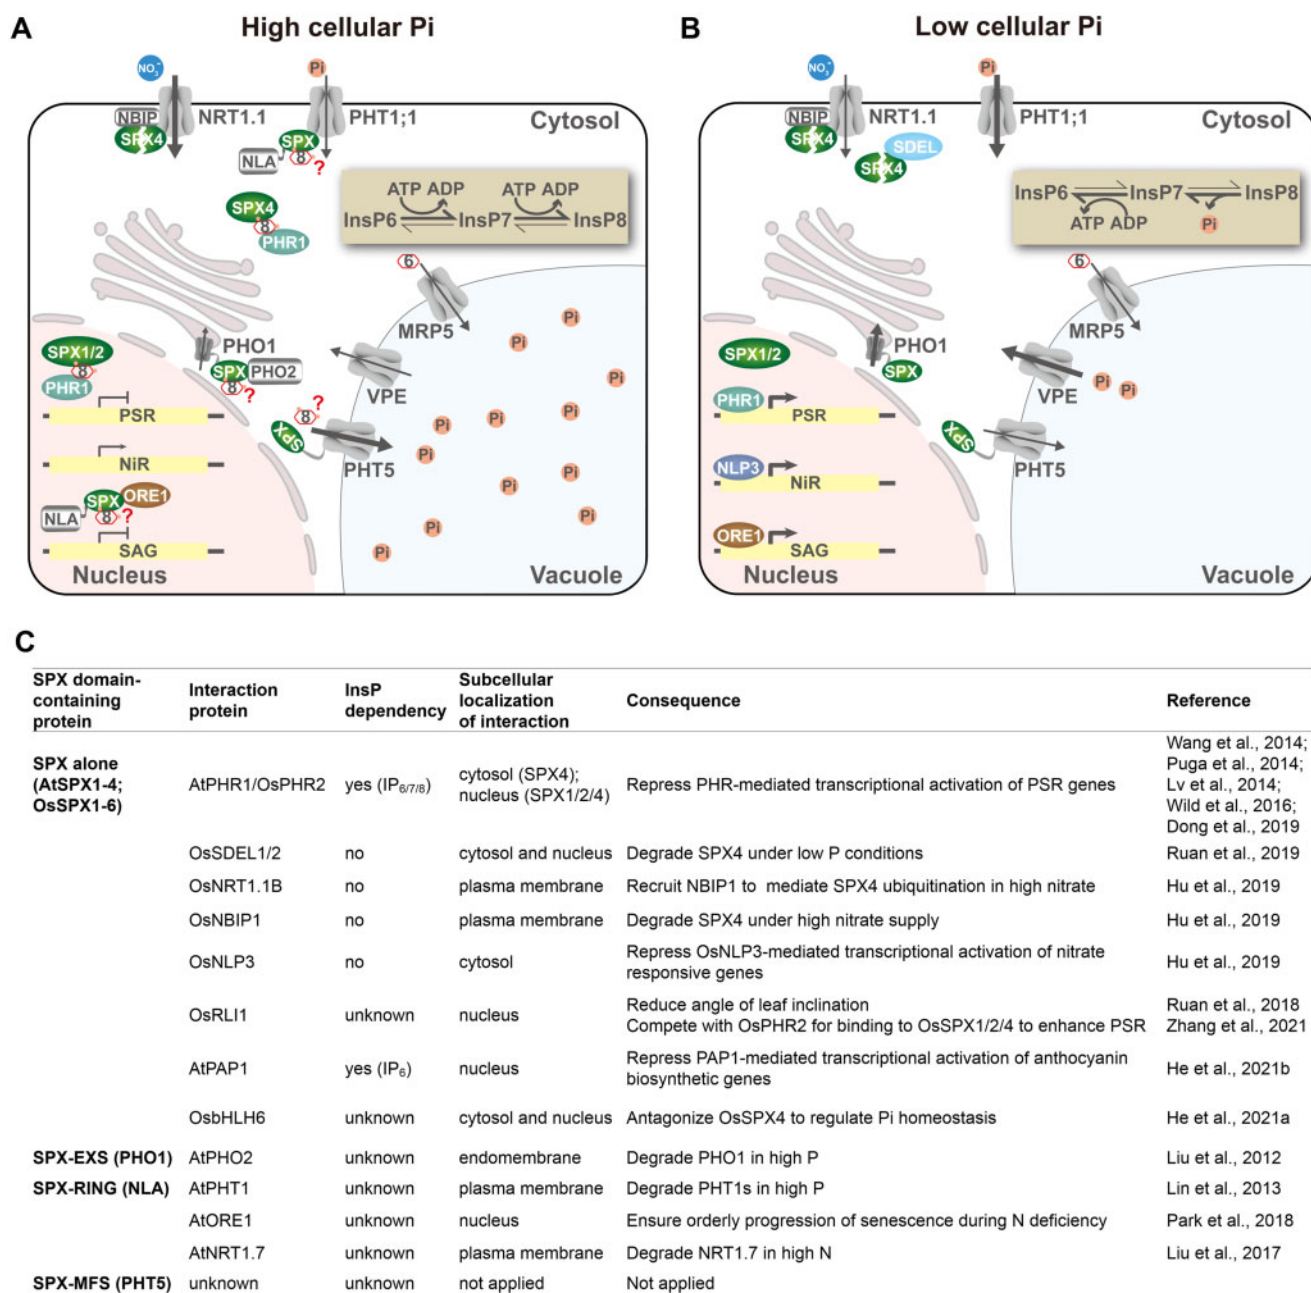 A
High cellular Pi
NO3-
Pi
NBIP
SPX4
NRT1.1
PHT1;1
Cytosol
SPX
NLA
8
?
ATP ADP ATP ADP
InsP6 InsP7 InsP8
SPX4
8
PHR1
6
MRP5
PHO1
SPX PHO2
8
?
VPE
SPX1/2
8
PHR1
PSR
?
8
SPX
PHT5
NiR
NLA
SPX
ORE1
8
?
SAG
Nucleus
Vacuole
Pi
Pi
Pi
Pi
Pi
Pi
Pi
Pi
Pi
Pi
Pi
Pi
Pi
B
Low cellular Pi
NO3-
Pi
NBIP
SPX4
NRT1.1
PHT1;1
Cytosol
SDEL
SPX4
InsP6 InsP7 InsP8
ATP ADP
Pi
6
MRP5
PHO1
SPX
VPE
Pi
Pi
SPX1/2
PHR1
PSR
SPX
PHT5
NLP3
NiR
ORE1
SAG
Nucleus
Vacuole
C
SPX domain-containing protein Interaction protein InsP dependency Subcellular localization of interaction Consequence Reference
SPX alone (AtSPX1-4; OsSPX1-6) AtPHR1/OsPHR2 yes (IP6/7/8) cytosol (SPX4); nucleus (SPX1/2/4) Repress PHR-mediated transcriptional activation of PSR genes Wang et al., 2014; Puga et al., 2014; Lv et al., 2014; Wild et al., 2016; Dong et al., 2019
OsSDEL1/2 no cytosol and nucleus Degrade SPX4 under low P conditions Ruan et al., 2019
OsNRT1.1B no plasma membrane Recruit NBIP1 to mediate SPX4 ubiquitination in high nitrate Hu et al., 2019
OsNBIP1 no plasma membrane Degrade SPX4 under high nitrate supply Hu et al., 2019
OsNLP3 no cytosol Repress OsNLP3-mediated transcriptional activation of nitrate responsive genes Hu et al., 2019
OsRLI1 unknown nucleus Reduce angle of leaf inclination Ruan et al., 2018
Compete with OsPHR2 for binding to OsSPX1/2/4 to enhance PSR Zhang et al., 2021
AtPAP1 yes (IP6) nucleus Repress PAP1-mediated transcriptional activation of anthocyanin biosynthetic genes He et al., 2021b
OsbHLH6 unknown cytosol and nucleus Antagonize OsSPX4 to regulate Pi homeostasis He et al., 2021a
SPX-EXS (PHO1) AtPHO2 unknown endomembrane Degrade PHO1 in high P Liu et al., 2012
SPX-RING (NLA) AtPHT1 unknown plasma membrane Degrade PHT1s in high P Lin et al., 2013
AtORE1 unknown nucleus Ensure orderly progression of senescence during N deficiency Park et al., 2018
AtNRT1.7 unknown plasma membrane Degrade NRT1.7 in high N Liu et al., 2017
SPX-MFS (PHT5) unknown not applied Not applied